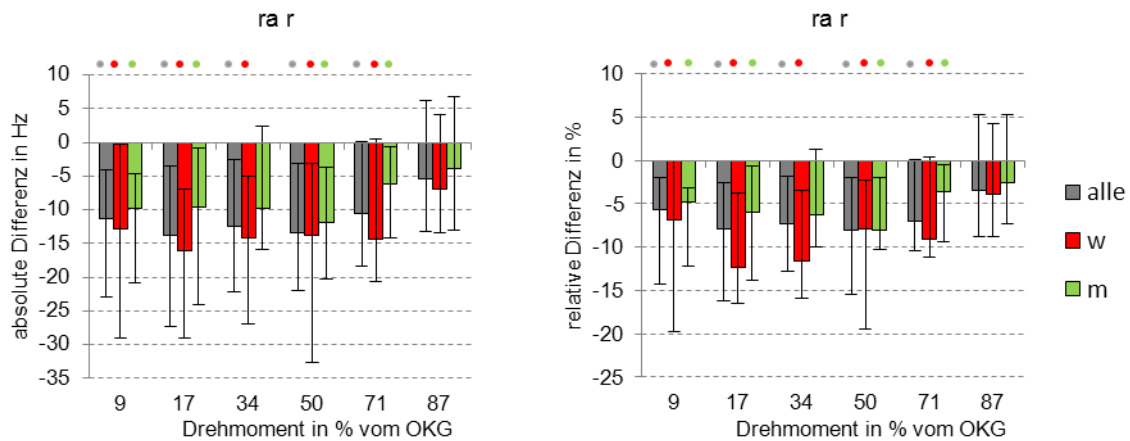 ra r
absolute Differenz in Hz
10
5
0
-5
-10
-15
-20
-25
-30
-35
9 17 34 50 71 87
Drehmoment in % vom OKG
ra r
relative Differenz in %
10
5
0
-5
-10
-15
-20
-25
9 17 34 50 71 87
Drehmoment in % vom OKG
alle
w
m